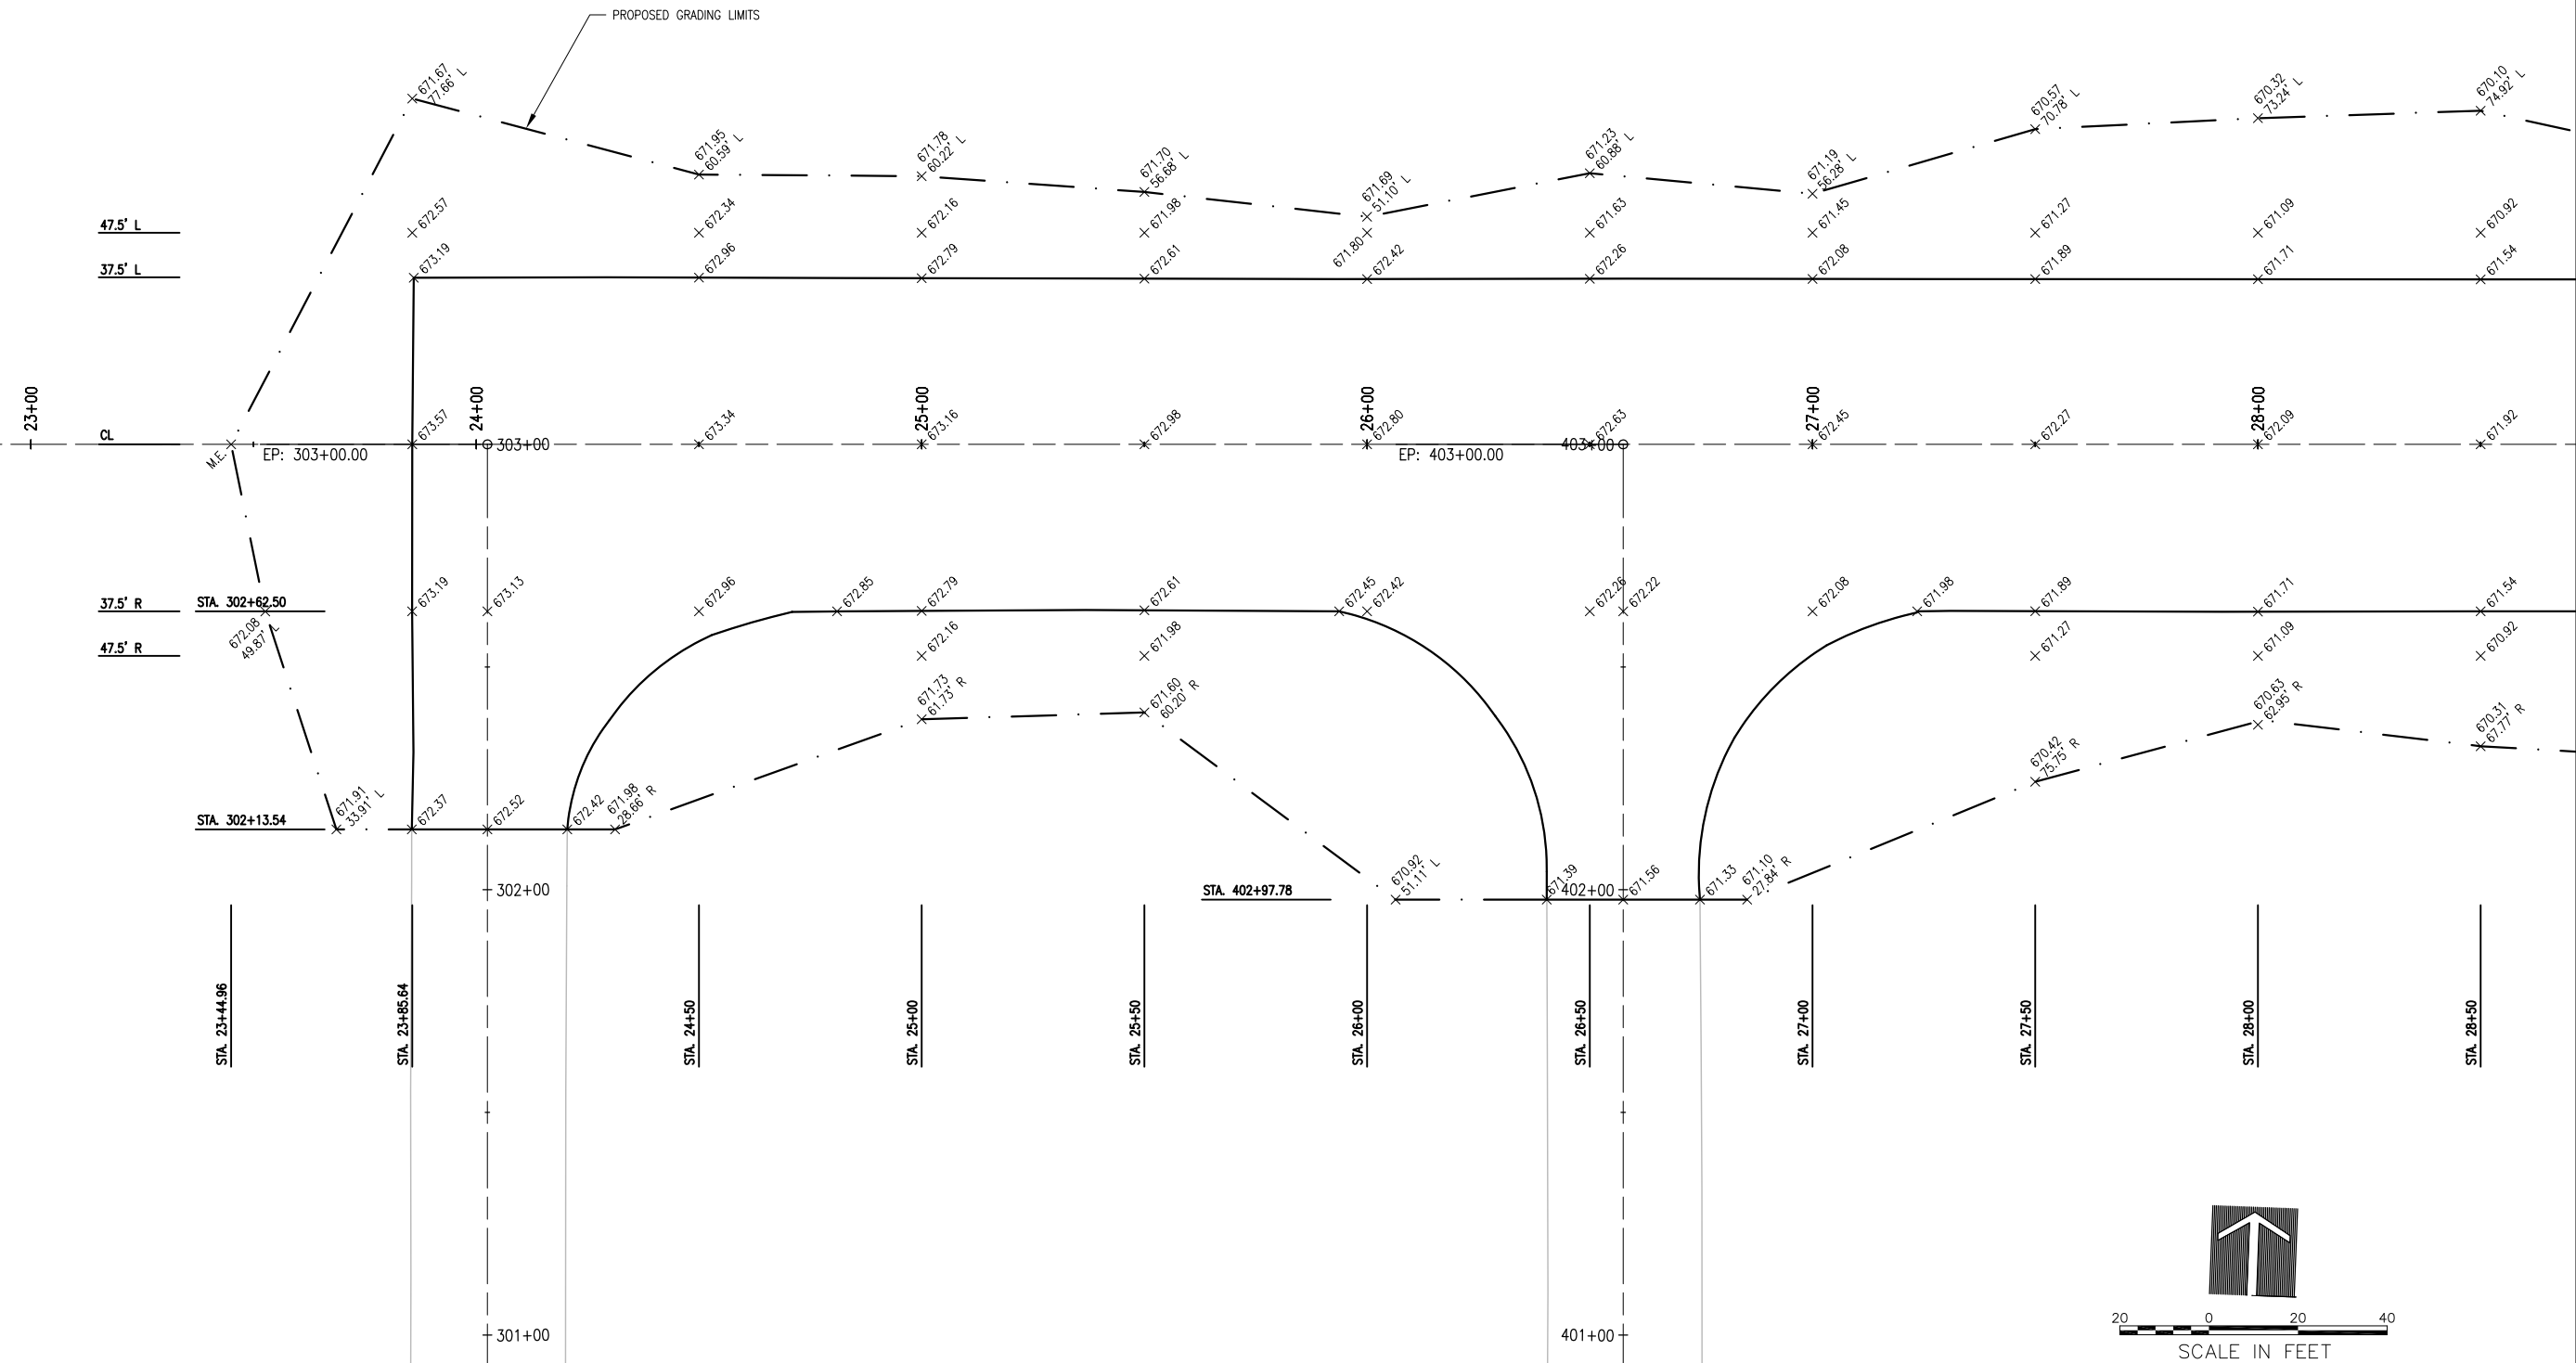 PROPOSED GRADING LIMITS
671.67
77.66' L
671.95
60.59' L
671.78
60.22' L
671.70
56.68' L
671.69
51.10' L
671.23
60.88' L
671.19
56.28' L
670.57
70.78' L
670.32
73.24' L
670.10
74.92' L
47.5' L
672.57
672.34
672.16
671.98
671.80
671.63
671.45
671.27
671.09
670.92
37.5' L
673.19
672.96
672.79
672.61
672.42
672.26
672.08
671.89
671.71
671.54
23+00
24+00
25+00
26+00
27+00
28+00
CL
M.E.
673.57
673.34
673.16
672.98
672.80
672.63
672.45
672.27
672.09
671.92
303+00
EP: 303+00.00
403+00
EP: 403+00.00
37.5' R
STA. 302+62.50
672.08
49.87' L
673.19
673.13
672.96
672.85
672.79
672.61
672.45
672.42
672.26
672.22
672.08
671.98
671.89
671.71
671.54
47.5' R
672.16
671.98
671.27
671.09
670.92
671.73
61.73' R
671.60
60.20' R
670.42
75.75' R
670.63
62.95' R
670.31
67.77' R
STA. 302+13.54
671.91
33.91' L
672.37
672.52
672.42
671.98
28.66' R
302+00
STA. 402+97.78
670.92
51.11' L
671.39
402+00
671.56
671.33
671.10
27.84' R
STA. 23+44.96
STA. 23+85.64
STA. 24+50
STA. 25+00
STA. 25+50
STA. 26+00
STA. 26+50
STA. 27+00
STA. 27+50
STA. 28+00
STA. 28+50
301+00
401+00
20 0 20 40
SCALE IN FEET